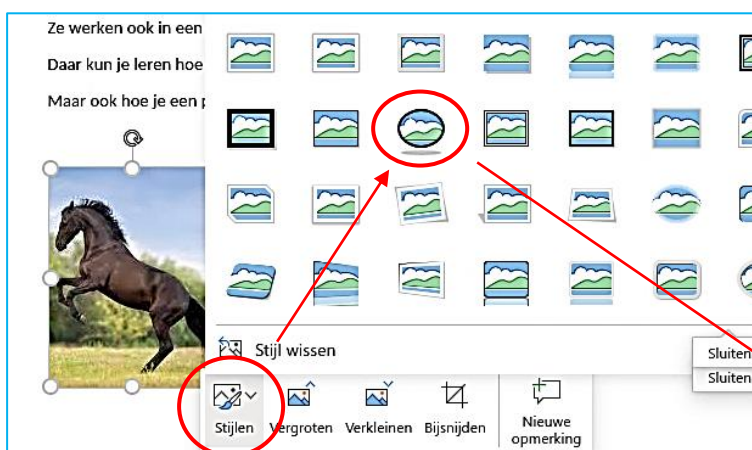 Ze werken ook in een
Daar kun je leren hoe
Maar ook hoe je een
Stijl wissen
Sluiten
Sluiten
Stijlen
Vergroten
Verkleinen
Bijsnijden
Nieuwe
opmerking